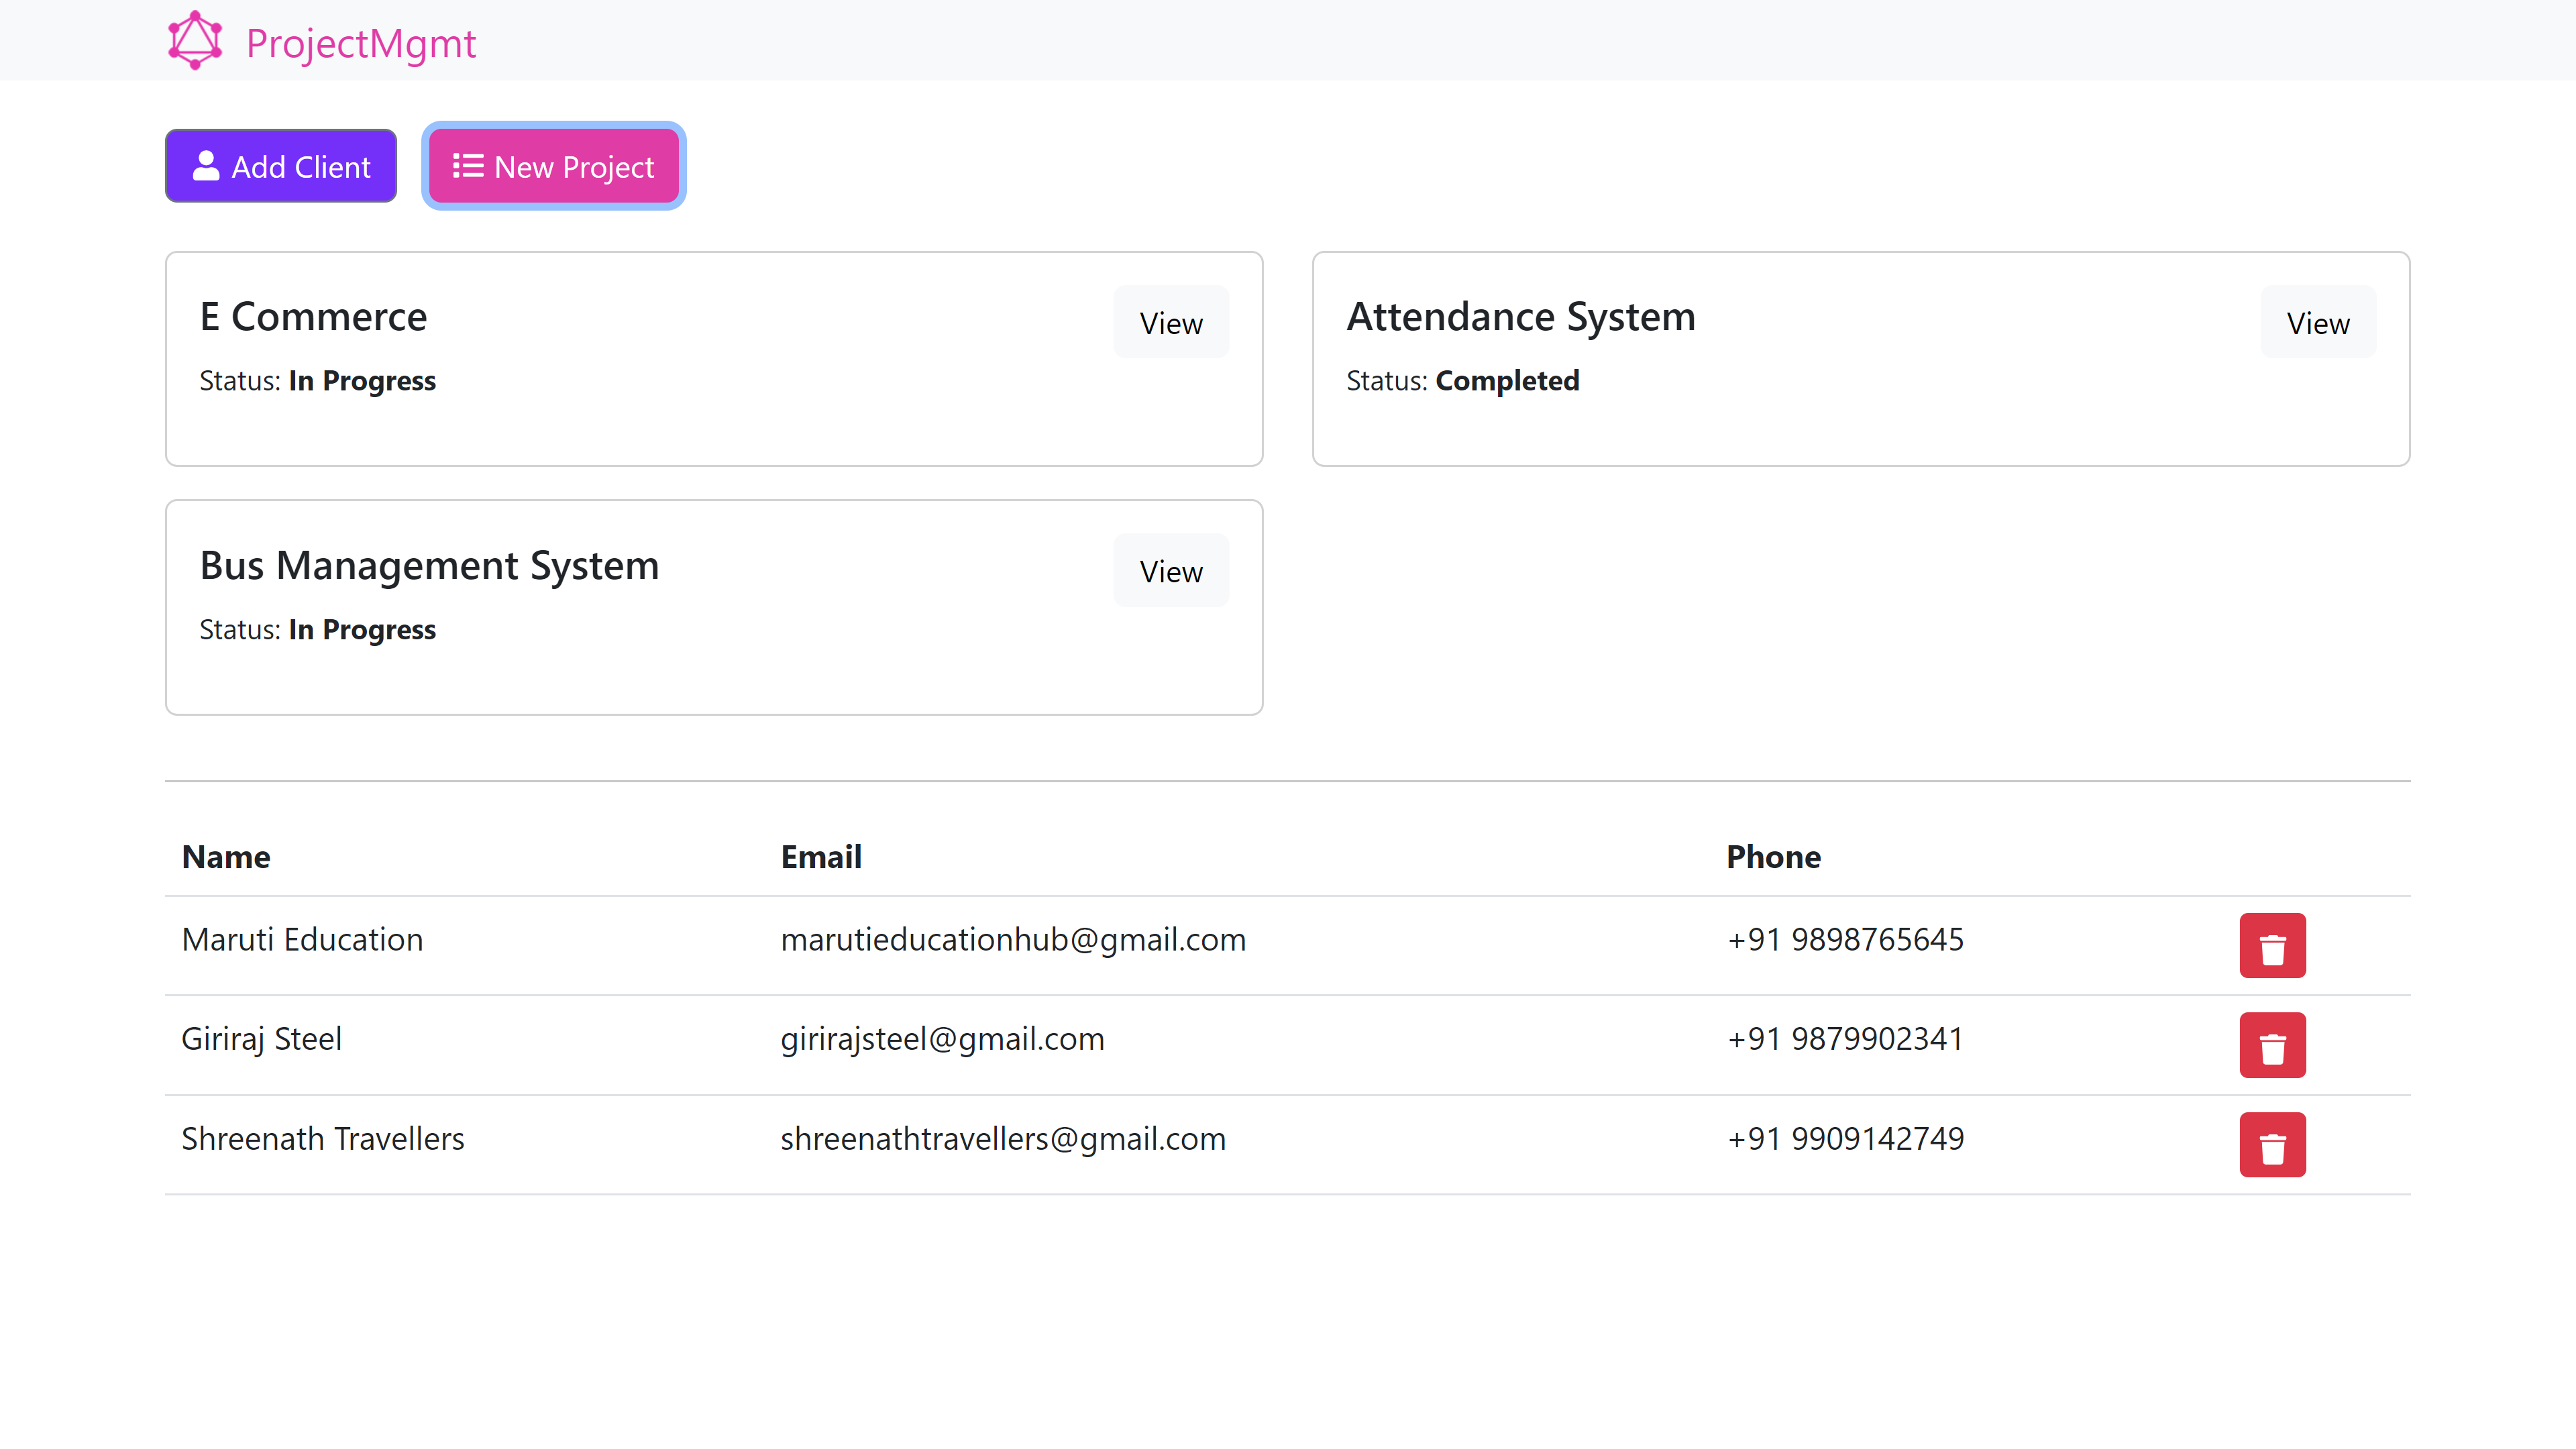 ProjectMgmt
Add Client
New Project
E Commerce
View
Status: In Progress
Attendance System
View
Status: Completed
Bus Management System
View
Status: In Progress
Name Email Phone
Maruti Education marutieducationhub@gmail.com +91 9898765645
Giriraj Steel girirajsteel@gmail.com +91 9879902341
Shreenath Travellers shreenathtravellers@gmail.com +91 9909142749